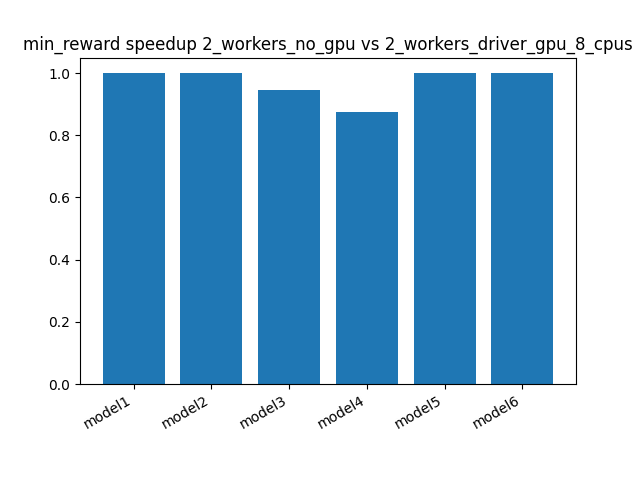 min_reward speedup 2_workers_no_gpu vs 2_workers_driver_gpu_8_cpus
1.0
0.8
0.6
0.4
0.2
0.0
model1
model2
model3
model4
model5
model6